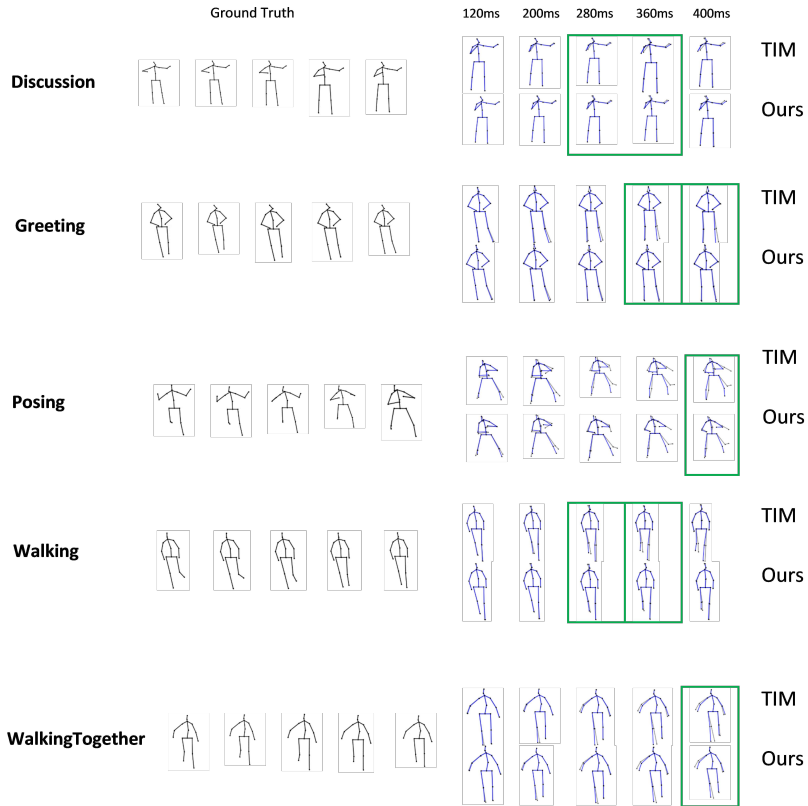 Ground Truth 120ms 200ms 280ms 360ms 400ms
TIM
Discussion
Ours
TIM
Greeting
Ours
TIM
Posing
Ours
TIM
Walking
Ours
TIM
WalkingTogether
Ours